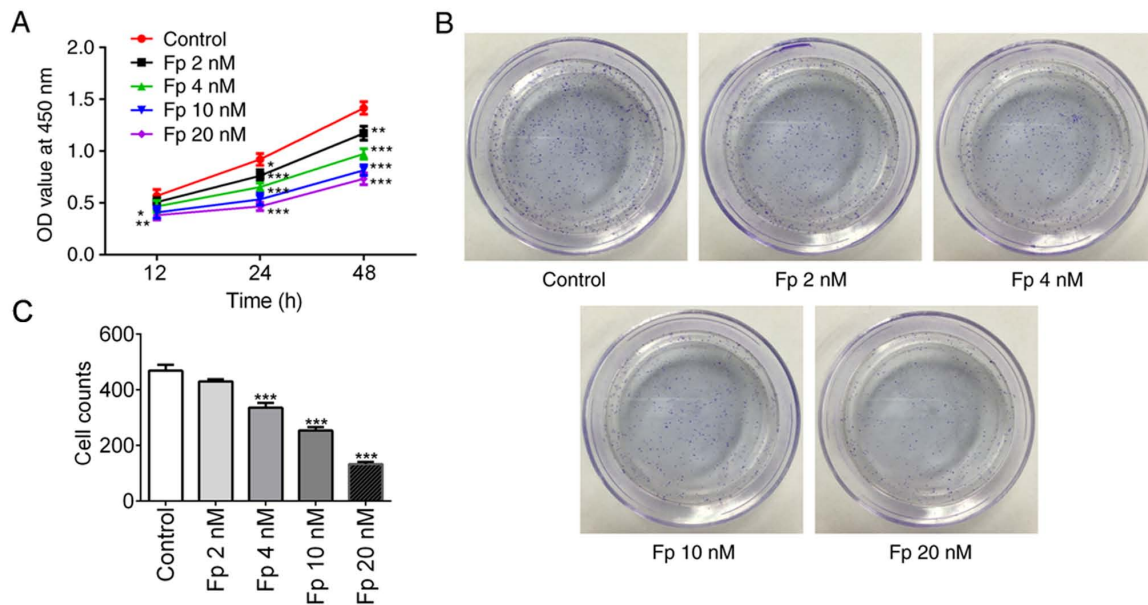 A
OD value at 450 nm
2.0
1.5
1.0
0.5
0.0
Control
Fp 2 nM
Fp 4 nM
Fp 10 nM
Fp 20 nM
*
**
*
***
***
***
**
***
***
***
12 24 48
Time (h)
B
Control Fp 2 nM Fp 4 nM
Fp 10 nM Fp 20 nM
C
Cell counts
600
400
200
0
***
***
***
Control
Fp 2 nM
Fp 4 nM
Fp 10 nM
Fp 20 nM